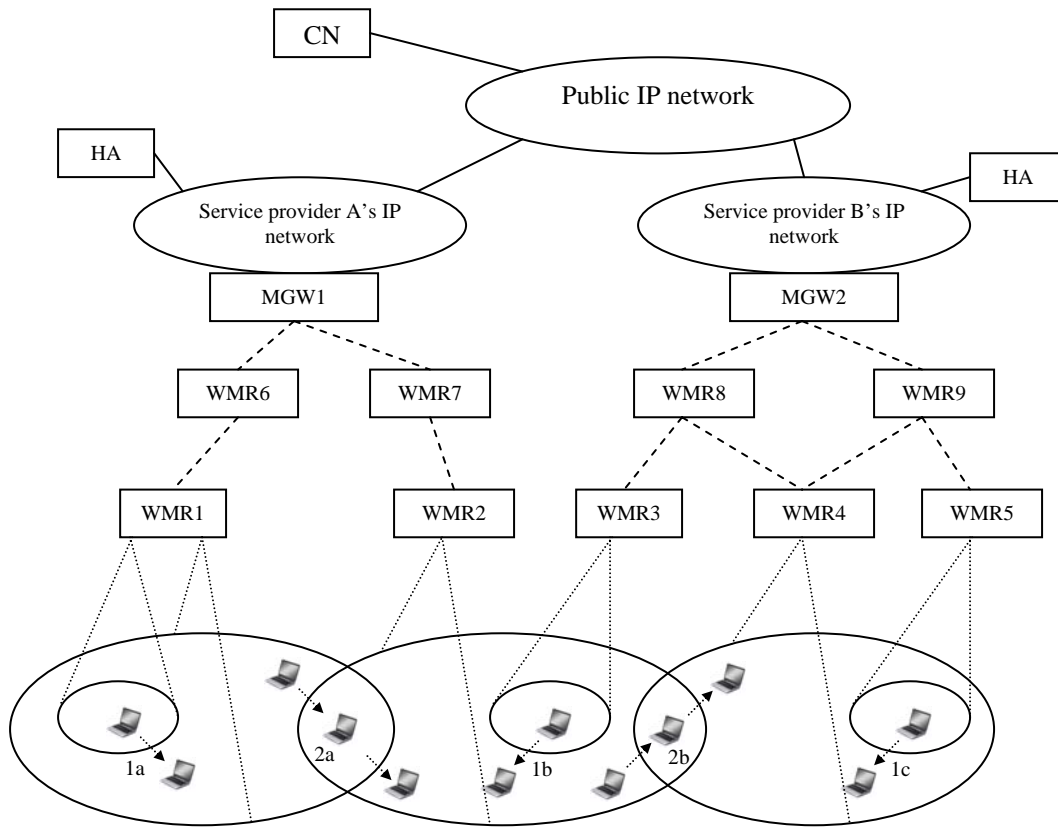 CN
Public IP network
HA
HA
Service provider A's IP
network
Service provider B's IP
network
MGW1
MGW2
WMR6
WMR7
WMR8
WMR9
WMR1
WMR2
WMR3
WMR4
WMR5
1a
2a
1b
2b
1c